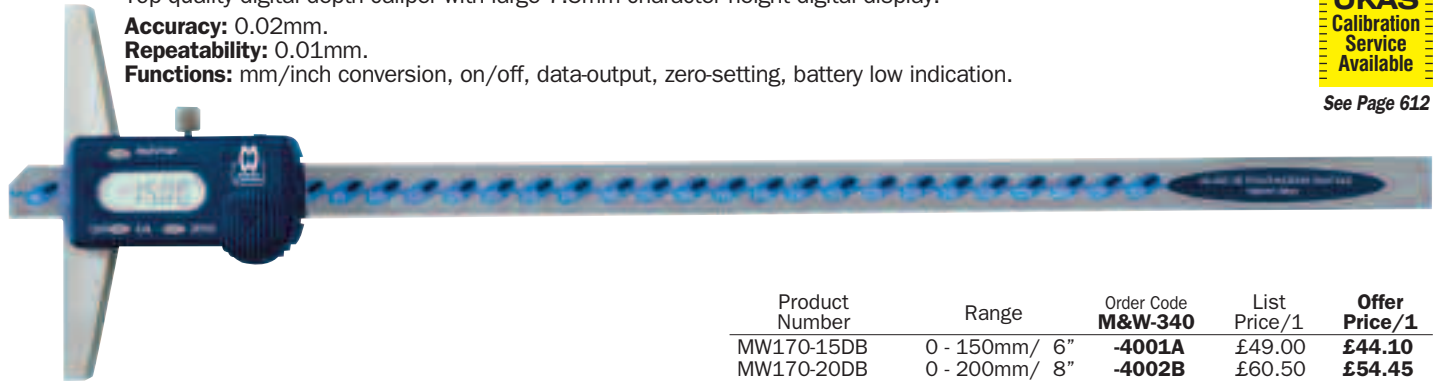 Accuracy: 0.02mm.
Repeatability: 0.01mm.
Functions: mm/inch conversion, on/off, data-output, zero-setting, battery low indication.
UKAS
Calibration
Service
Available
See Page 612
Product Number Range Order Code M&W-340 List Price/1 Offer Price/1
MW170-15DB 0 - 150mm/ 6” -4001A £49.00 £44.10
MW170-20DB 0 - 200mm/ 8” -4002B £60.50 £54.45